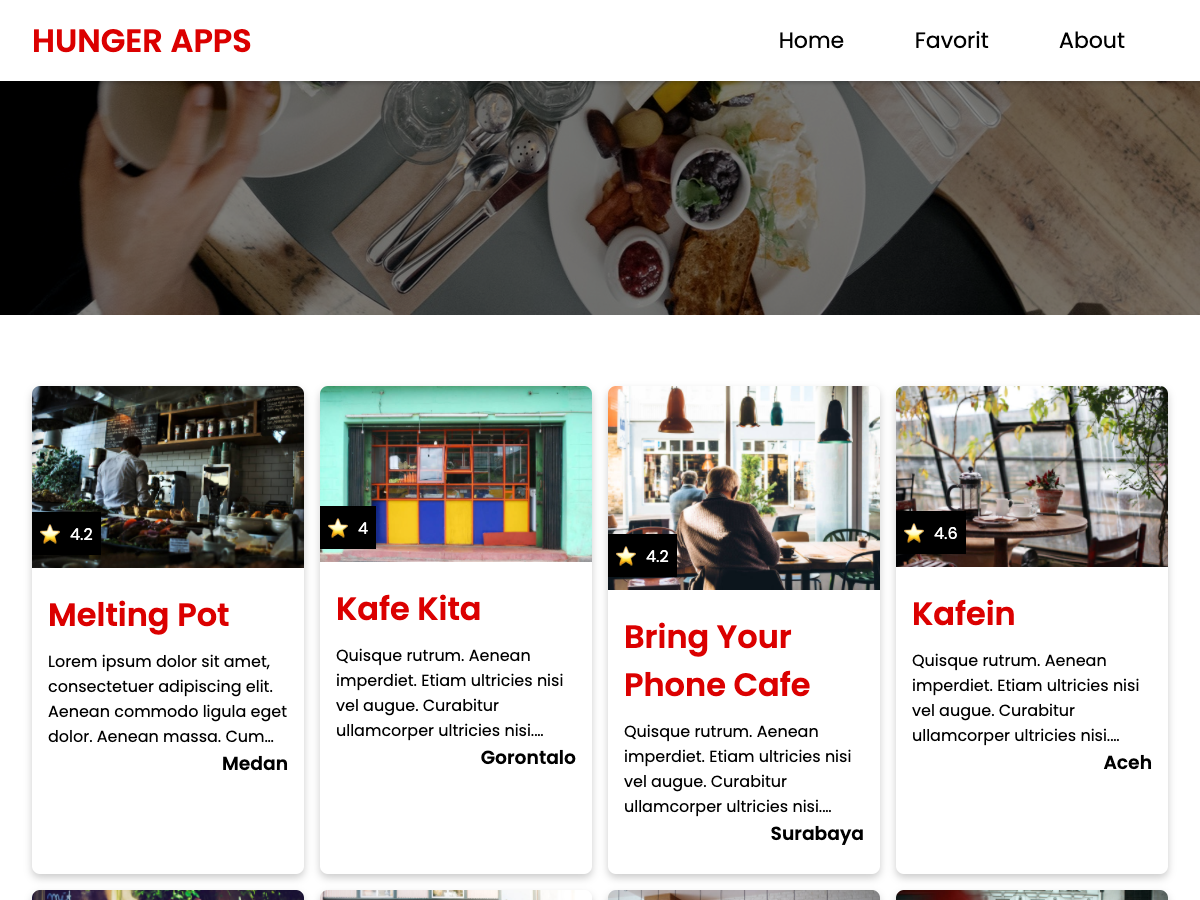 HUNGER APPS
Home
Favorit
About
4.2
Melting Pot
Lorem ipsum dolor sit amet,
consectetuer adipiscing elit.
Aenean commodo ligula eget
dolor. Aenean massa. Cum...
Medan
4
Kafe Kita
Quisque rutrum. Aenean
imperdiet. Etiam ultricies nisi
vel augue. Curabitur
ullamcorper ultricies nisi....
Gorontalo
4.2
Bring Your
Phone Cafe
Quisque rutrum. Aenean
imperdiet. Etiam ultricies nisi
vel augue. Curabitur
ullamcorper ultricies nisi....
Surabaya
4.6
Kafein
Quisque rutrum. Aenean
imperdiet. Etiam ultricies nisi
vel augue. Curabitur
ullamcorper ultricies nisi....
Aceh